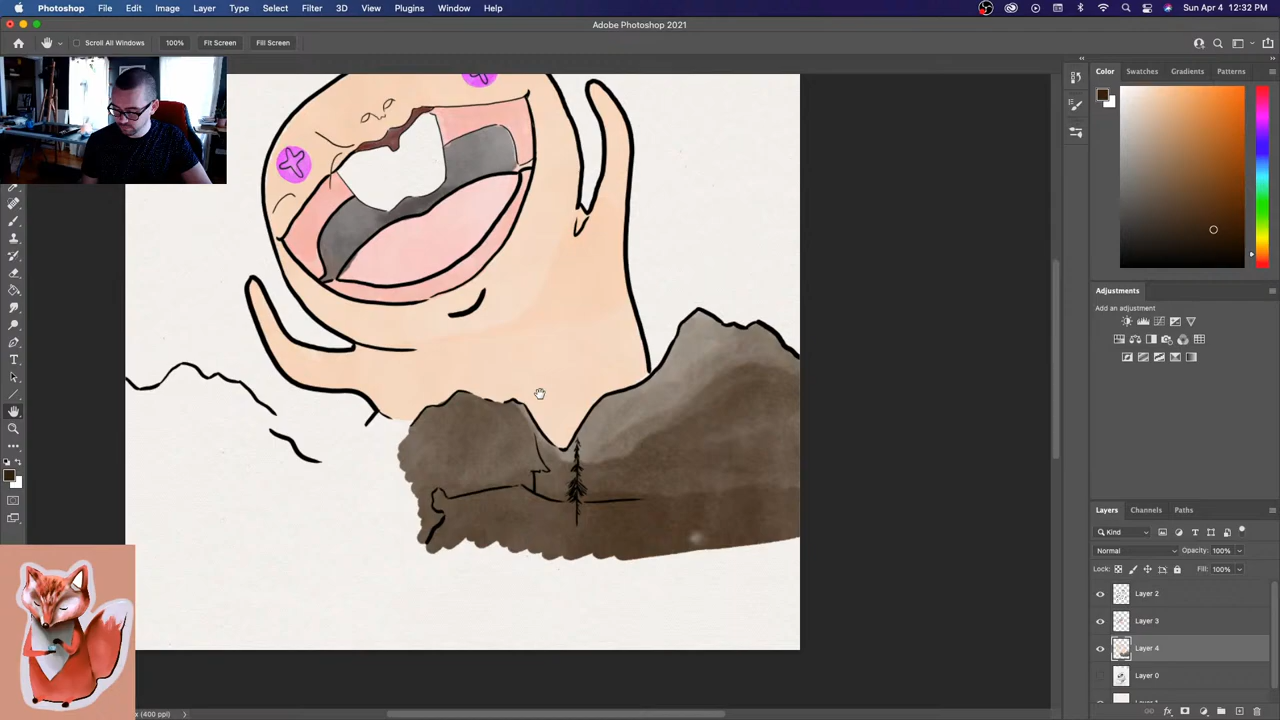 Photoshop File Edit Image Layer Type Select Filter 3D View Plugins Window Help Sun Apr 4 12:32 PM
Adobe Photoshop 2021
Scroll All Windows 100% Fit Screen Fill Screen
Color Swatches Gradients Patterns
Adjustments
Add an adjustment
Layers Channels Paths
Kind
Normal Opacity: 100%
Lock: Fill: 100%
Layer 2
Layer 3
Layer 4
Layer 0
(400 ppi)